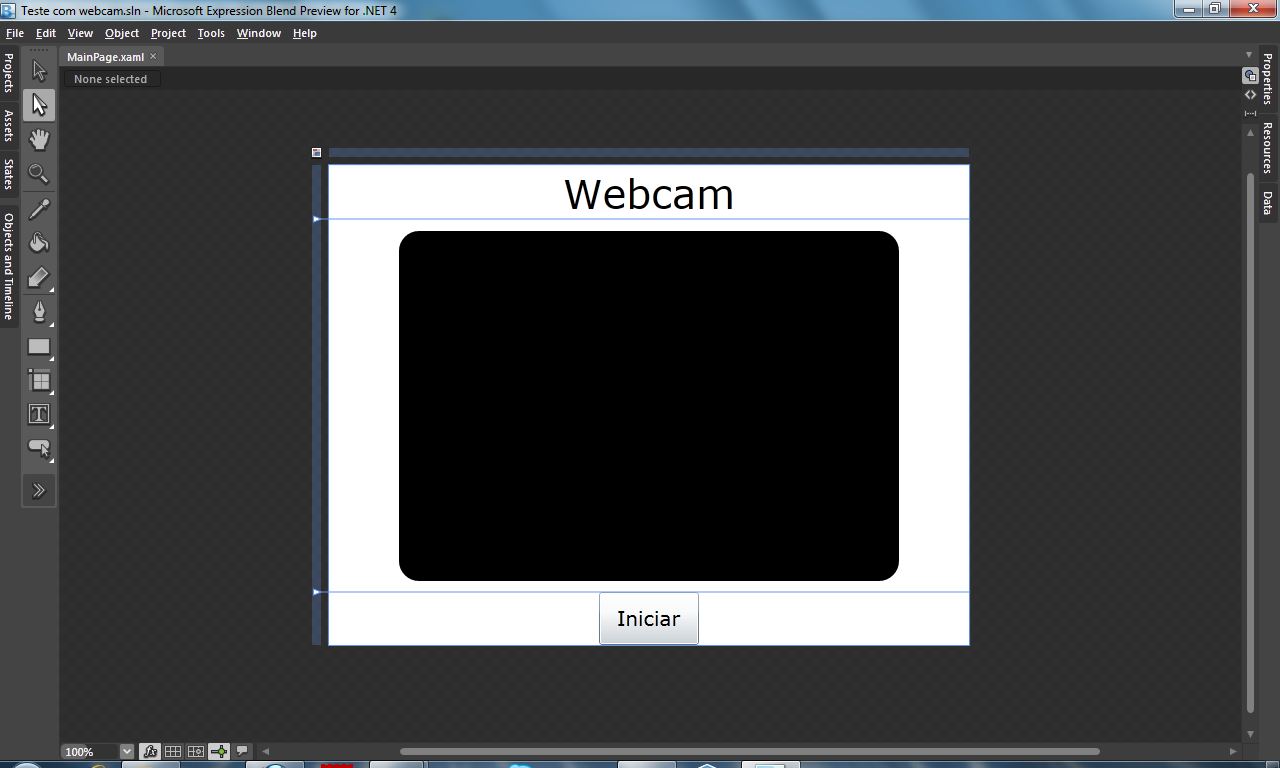 Teste com webcam.sln - Microsoft Expression Blend Preview for .NET 4
File Edit View Object Project Tools Window Help
MainPage.xaml
None selected
Projects
Assets
States
Objects and Timeline
Properties
Resources
Data
Webcam
Iniciar
100%